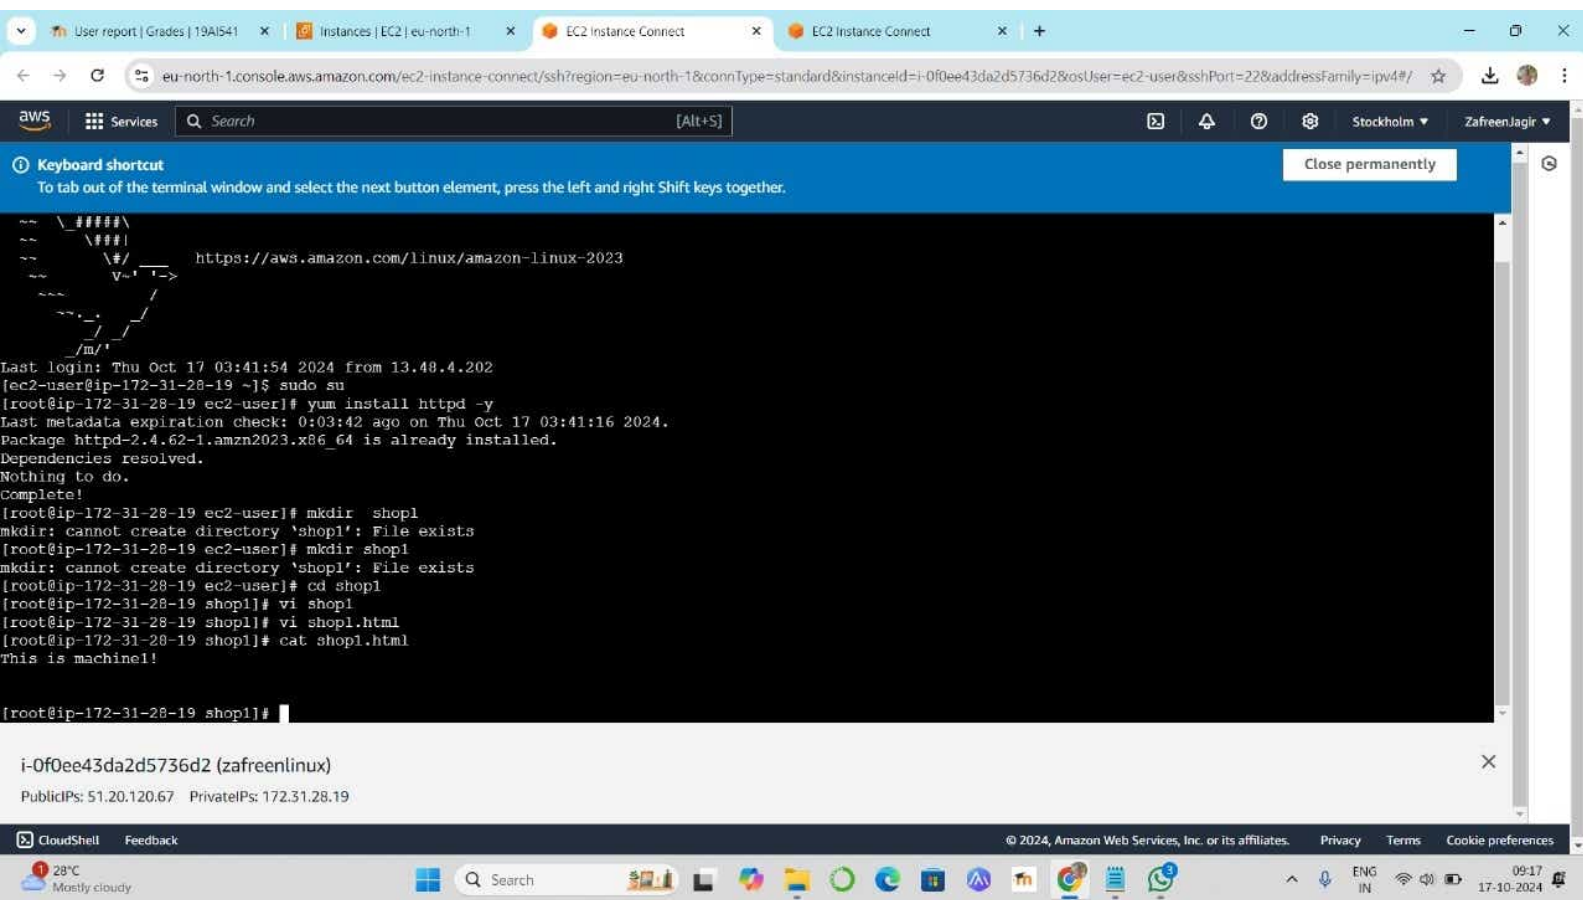 User report | Grades | 19AI541
Instances | EC2 | eu-north-1
EC2 Instance Connect
EC2 Instance Connect
eu-north-1.console.aws.amazon.com/ec2-instance-connect/ssh?region=eu-north-1&connType=standard&instanceId=i-0f0ee43da2d5736d2&osUser=ec2-user&sshPort=22&addressFamily=ipv4#/
aws Services Search [Alt+S] Stockholm ZafreenJagir
Keyboard shortcut
Close permanently
To tab out of the terminal window and select the next button element, press the left and right Shift keys together.
~~  \_#####\
~~     \###|
~~       \#/ ___   https://aws.amazon.com/linux/amazon-linux-2023
~~       V~' '->
~~~         /
~~._.   _/
_/ _/
_/m/'
Last login: Thu Oct 17 03:41:54 2024 from 13.48.4.202
[ec2-user@ip-172-31-28-19 ~]$ sudo su
[root@ip-172-31-28-19 ec2-user]# yum install httpd -y
Last metadata expiration check: 0:03:42 ago on Thu Oct 17 03:41:16 2024.
Package httpd-2.4.62-1.amzn2023.x86_64 is already installed.
Dependencies resolved.
Nothing to do.
Complete!
[root@ip-172-31-28-19 ec2-user]# mkdir  shop1
mkdir: cannot create directory ‘shop1’: File exists
[root@ip-172-31-28-19 ec2-user]# mkdir shop1
mkdir: cannot create directory ‘shop1’: File exists
[root@ip-172-31-28-19 ec2-user]# cd shop1
[root@ip-172-31-28-19 shop1]# vi shop1
[root@ip-172-31-28-19 shop1]# vi shop1.html
[root@ip-172-31-28-19 shop1]# cat shop1.html
This is machine1!
[root@ip-172-31-28-19 shop1]#
i-0f0ee43da2d5736d2 (zafreenlinux)
PublicIPs: 51.20.120.67 PrivateIPs: 172.31.28.19
CloudShell Feedback © 2024, Amazon Web Services, Inc. or its affiliates. Privacy Terms Cookie preferences
1
28°C
Mostly cloudy
Search
3
ENG
IN
09:17
17-10-2024